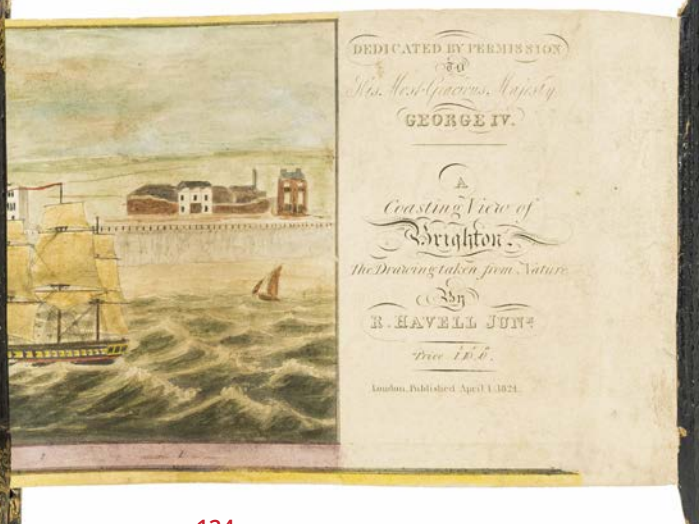 DEDICATED BY PERMISSION
TO
His Most Gracious Majesty
GEORGE IV.
A
Coasting View of
Brighton.
The Drawing taken from Nature
By
R. HAVELL JUNR
Price
London, Published April 1. 1824.